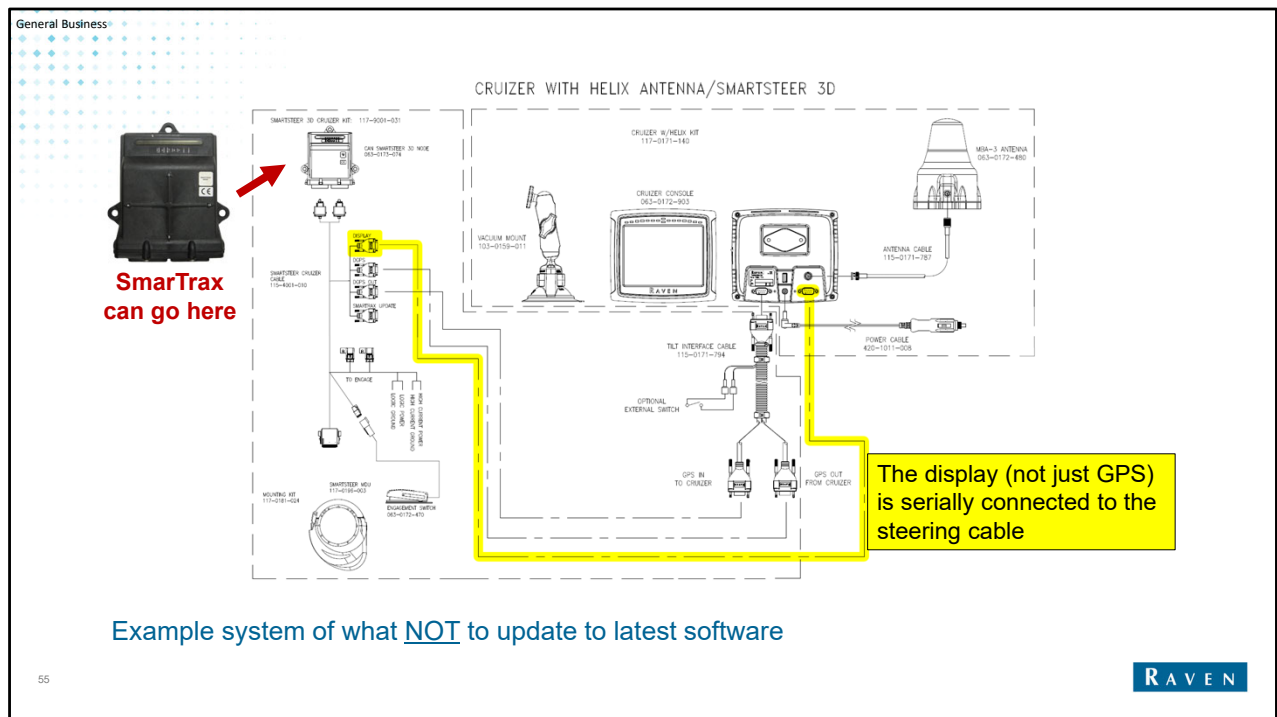 General Business
CRUIZER WITH HELIX ANTENNA/SMARTSTEER 3D
SMARTSTEER 3D CRUIZER KIT: 117-9001-031
CAN SMARTSTEER 3D NODE
063-0173-074
CRUIZER W/HELIX KIT
117-0171-140
MBA-3 ANTENNA
063-0172-480
CRUIZER CONSOLE
063-0172-903
VACUUM MOUNT
103-0159-011
RAVEN
ANTENNA CABLE
115-0171-787
SmarTrax
can go here
DISPLAY
DGPS
DGPS OUT
SMARTRAX UPDATE
SMARTSTEER CRUIZER
CABLE
115-4001-010
POWER CABLE
420-1011-008
TILT INTERFACE CABLE
115-0171-794
TO ENGAGE
LOGIC GROUND
LOGIC POWER
HIGH CURRENT GROUND
HIGH CURRENT POWER
OPTIONAL
EXTERNAL SWITCH
GPS IN
TO CRUIZER
GPS OUT
FROM CRUIZER
The display (not just GPS)
is serially connected to the
steering cable
MOUNTING KIT
117-0181-024
SMARTSTEER MDU
117-0186-003
ENGAGEMENT SWITCH
063-0172-470
Example system of what NOT to update to latest software
55
RAVEN